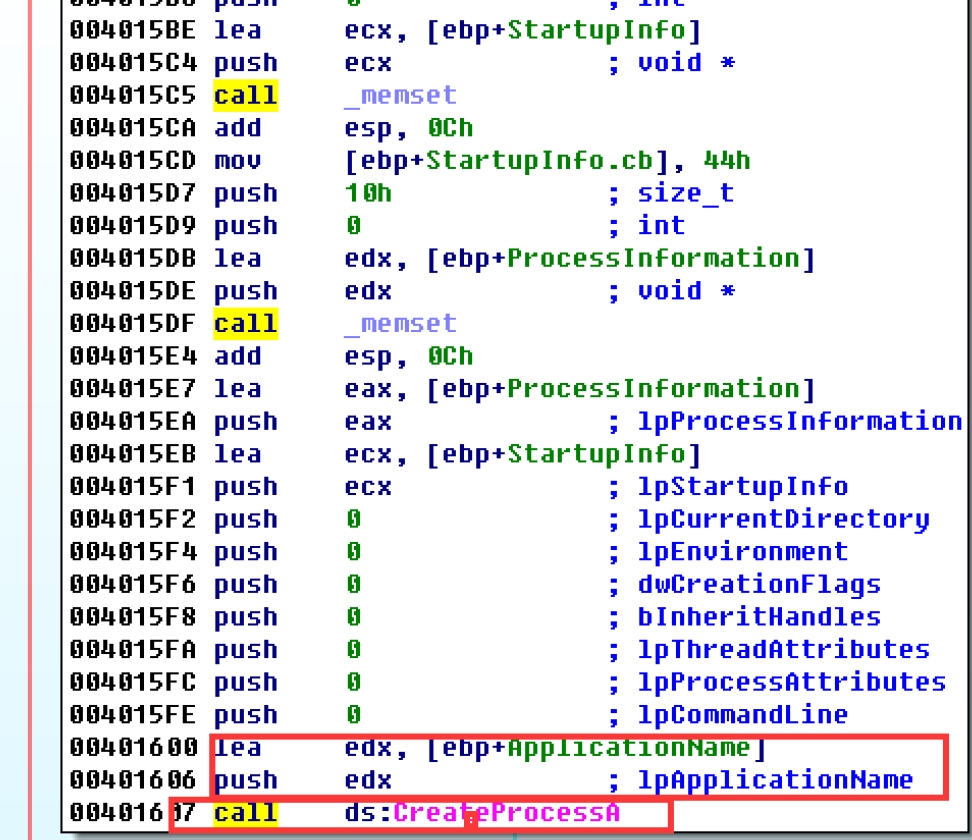 004015BE lea ecx, [ebp+StartupInfo]
004015C4 push ecx ; void *
004015C5 call _memset
004015CA add esp, 0Ch
004015CD mov [ebp+StartupInfo.cb], 44h
004015D7 push 10h ; size_t
004015D9 push 0 ; int
004015DB lea edx, [ebp+ProcessInformation]
004015DE push edx ; void *
004015DF call _memset
004015E4 add esp, 0Ch
004015E7 lea eax, [ebp+ProcessInformation]
004015EA push eax ; lpProcessInformation
004015EB lea ecx, [ebp+StartupInfo]
004015F1 push ecx ; lpStartupInfo
004015F2 push 0 ; lpCurrentDirectory
004015F4 push 0 ; lpEnvironment
004015F6 push 0 ; dwCreationFlags
004015F8 push 0 ; bInheritHandles
004015FA push 0 ; lpThreadAttributes
004015FC push 0 ; lpProcessAttributes
004015FE push 0 ; lpCommandLine
00401600 lea edx, [ebp+ApplicationName]
00401606 push edx ; lpApplicationName
00401607 call ds:CreateProcessA